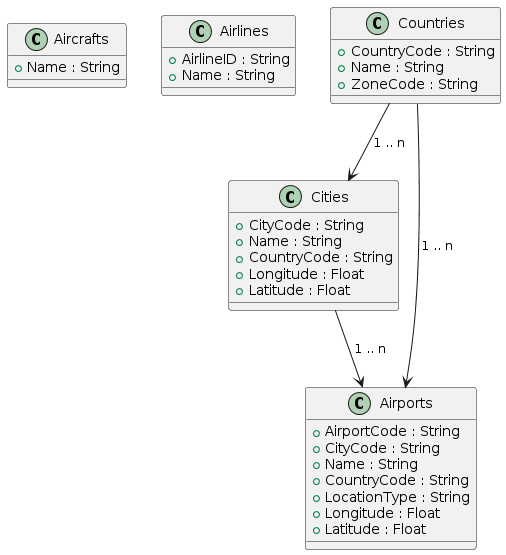 C Aircrafts
Name : String
C Airlines
AirlineID : String
Name : String
C Countries
CountryCode : String
Name : String
ZoneCode : String
1 .. n
C Cities
CityCode : String
Name : String
CountryCode : String
Longitude : Float
Latitude : Float
1 .. n
1 .. n
C Airports
AirportCode : String
CityCode : String
Name : String
CountryCode : String
LocationType : String
Longitude : Float
Latitude : Float